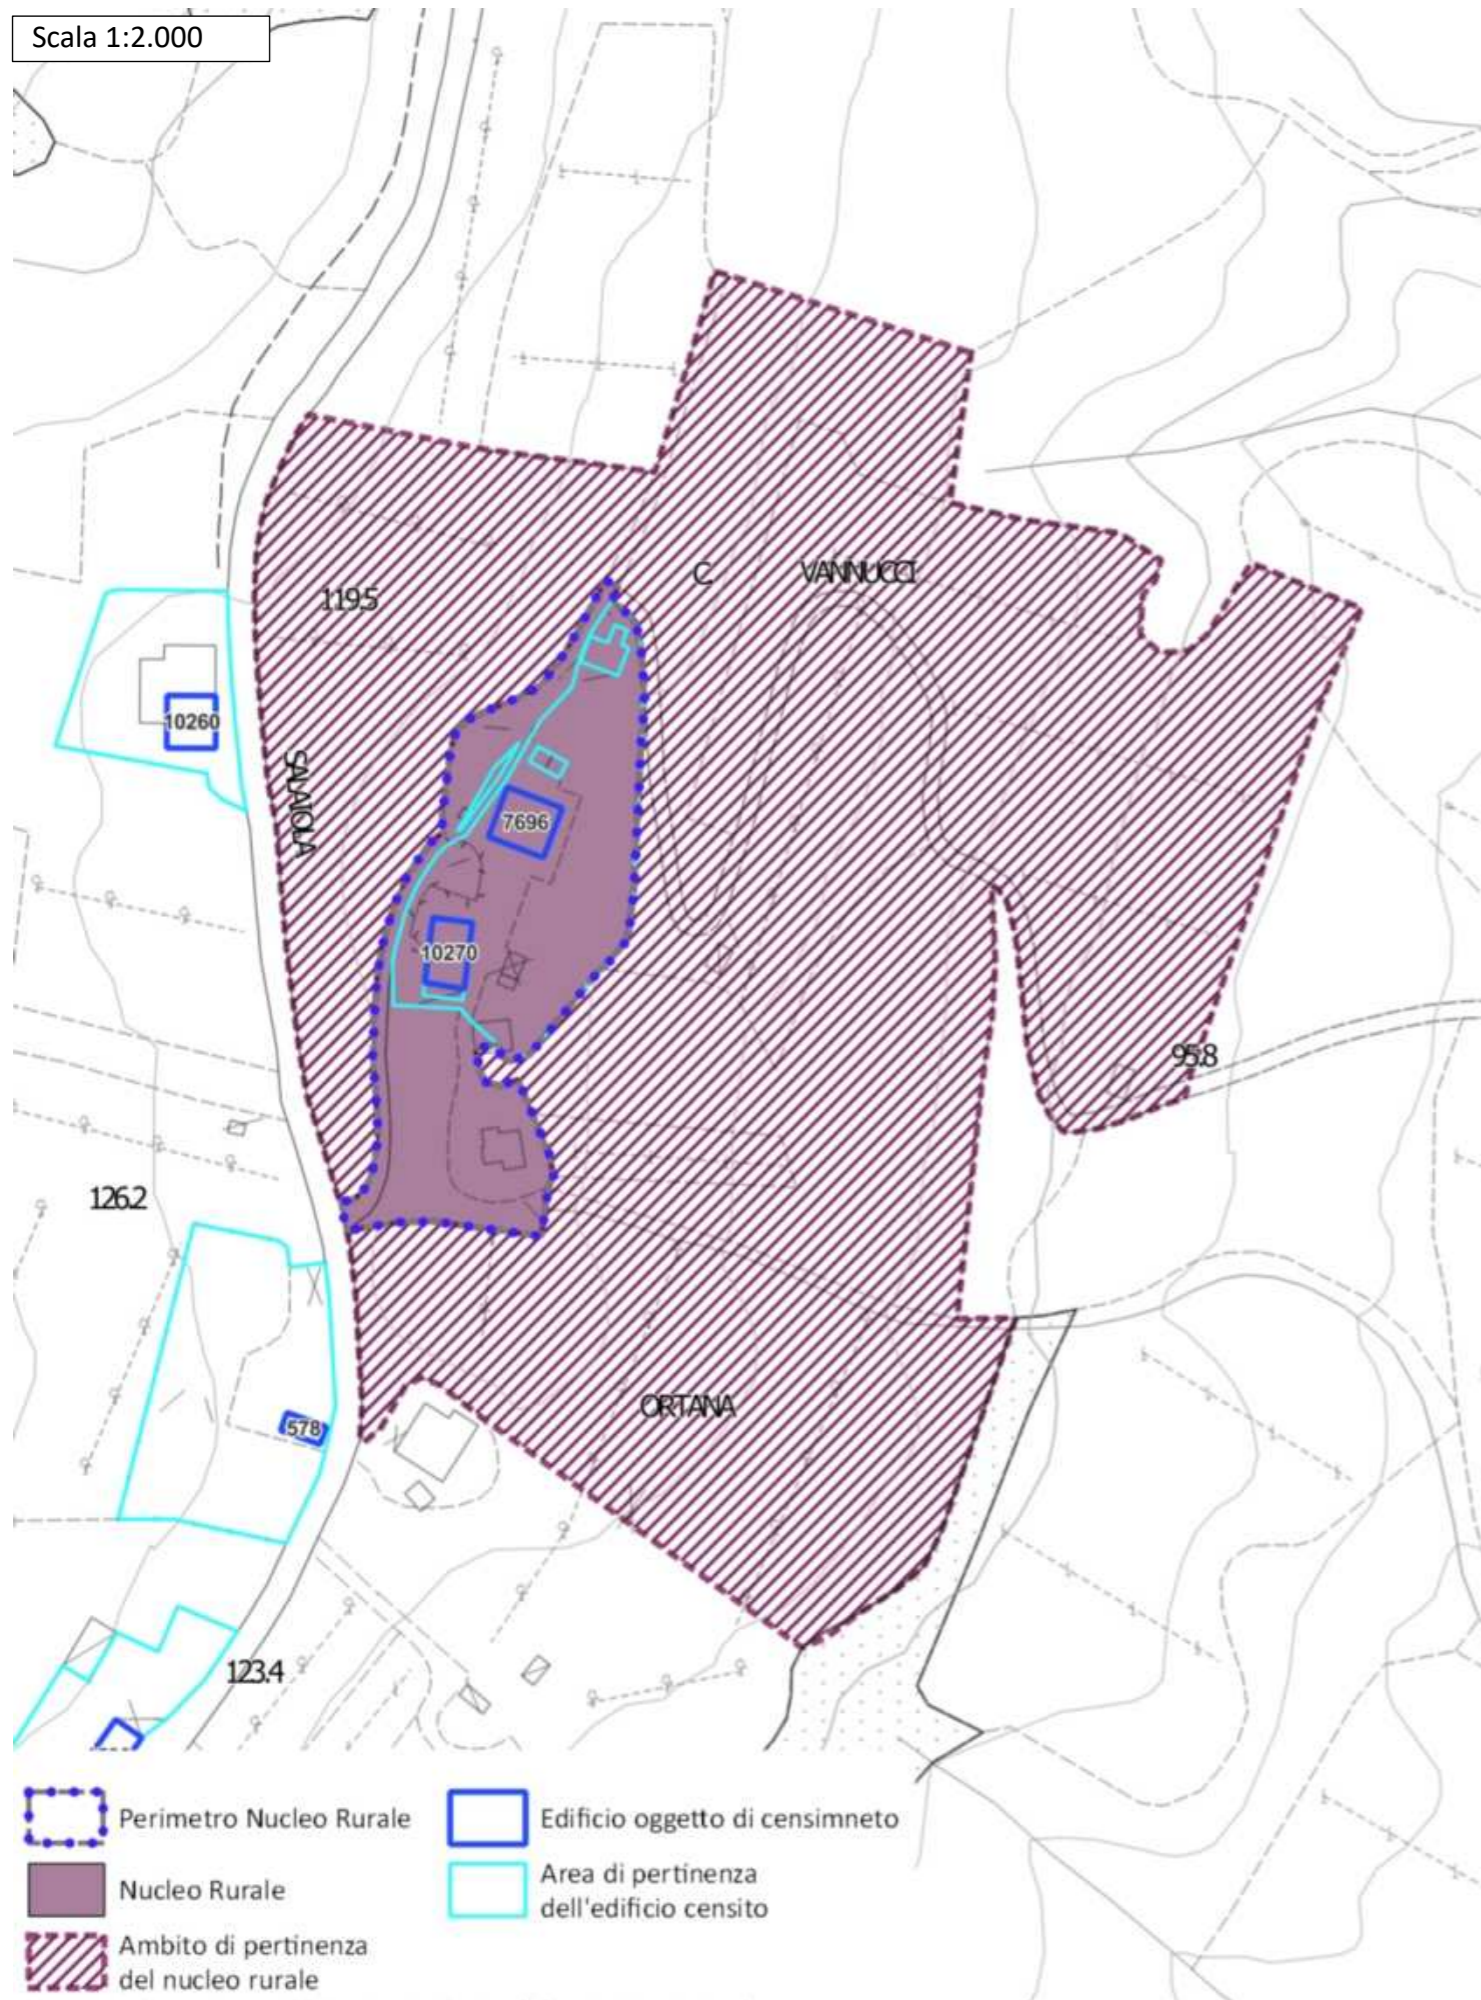 Scala 1:2.000
C. VANNUCCI
119.5
10260
SALAIOLA
7696
10270
95.8
126.2
ORTANA
578
123.4
Perimetro Nucleo Rurale
Edificio oggetto di censimneto
Nucleo Rurale
Area di pertinenza
dell'edificio censito
Ambito di pertinenza
del nucleo rurale